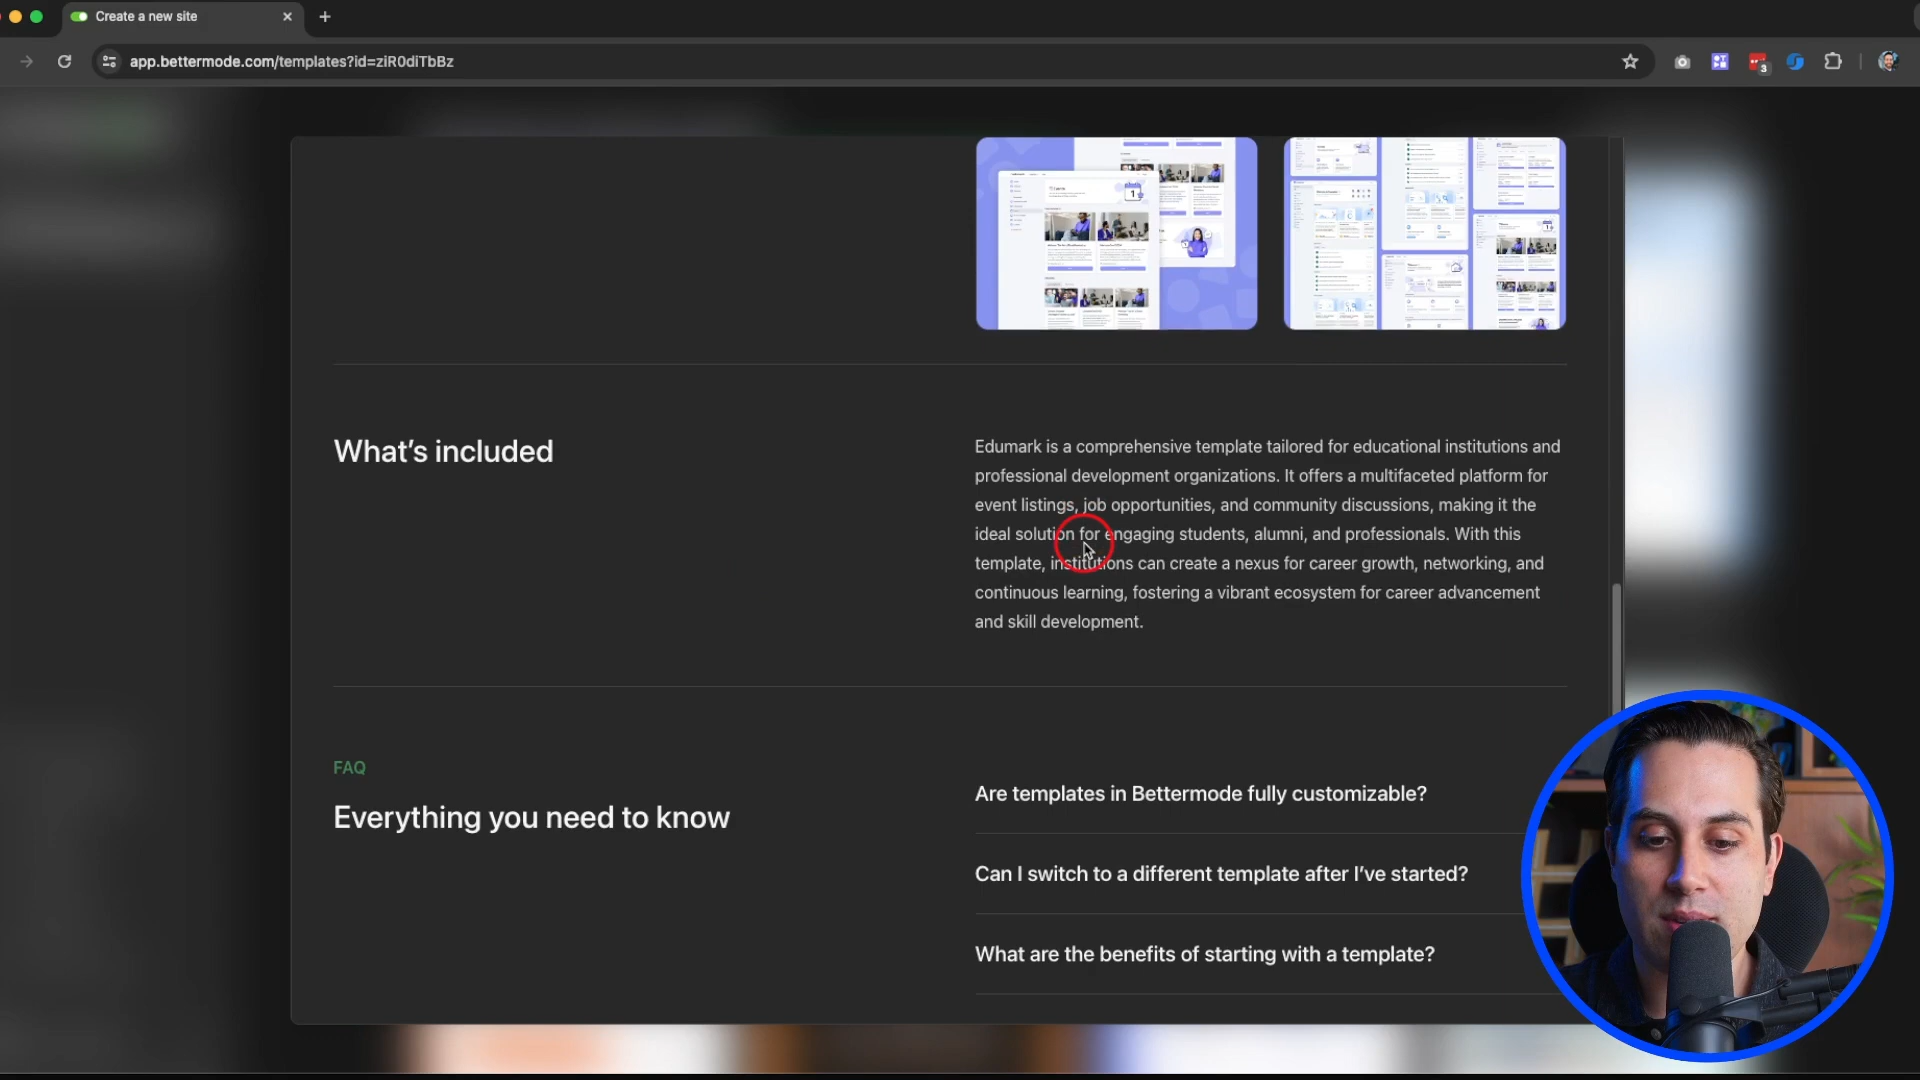 Create a new site
app.bettermode.com/templates?id=ziR0diTbBz
3
What's included
Edumark is a comprehensive template tailored for educational institutions and
professional development organizations. It offers a multifaceted platform for
event listings, job opportunities, and community discussions, making it the
ideal solution for engaging students, alumni, and professionals. With this
template, institutions can create a nexus for career growth, networking, and
continuous learning, fostering a vibrant ecosystem for career advancement
and skill development.
FAQ
Everything you need to know
Are templates in Bettermode fully customizable?
Can I switch to a different template after I've started?
What are the benefits of starting with a template?